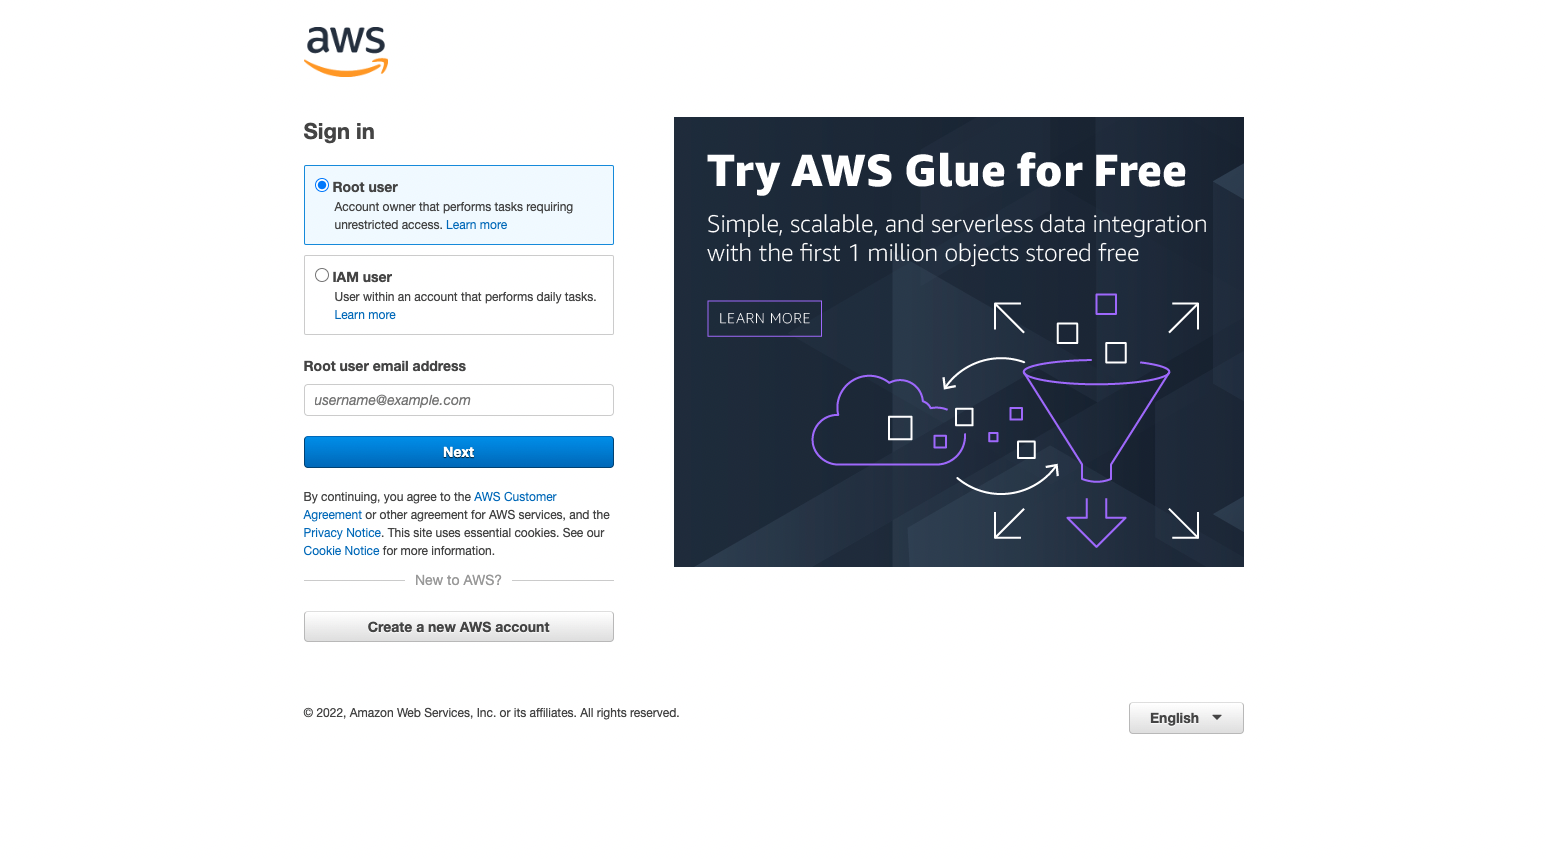 aws
Sign in
Root user
Account owner that performs tasks requiring
unrestricted access. Learn more
IAM user
User within an account that performs daily tasks.
Learn more
Root user email address
username@example.com
Next
By continuing, you agree to the AWS Customer
Agreement or other agreement for AWS services, and the
Privacy Notice. This site uses essential cookies. See our
Cookie Notice for more information.
New to AWS?
Create a new AWS account
Try AWS Glue for Free
Simple, scalable, and serverless data integration
with the first 1 million objects stored free
LEARN MORE
© 2022, Amazon Web Services, Inc. or its affiliates. All rights reserved.
English